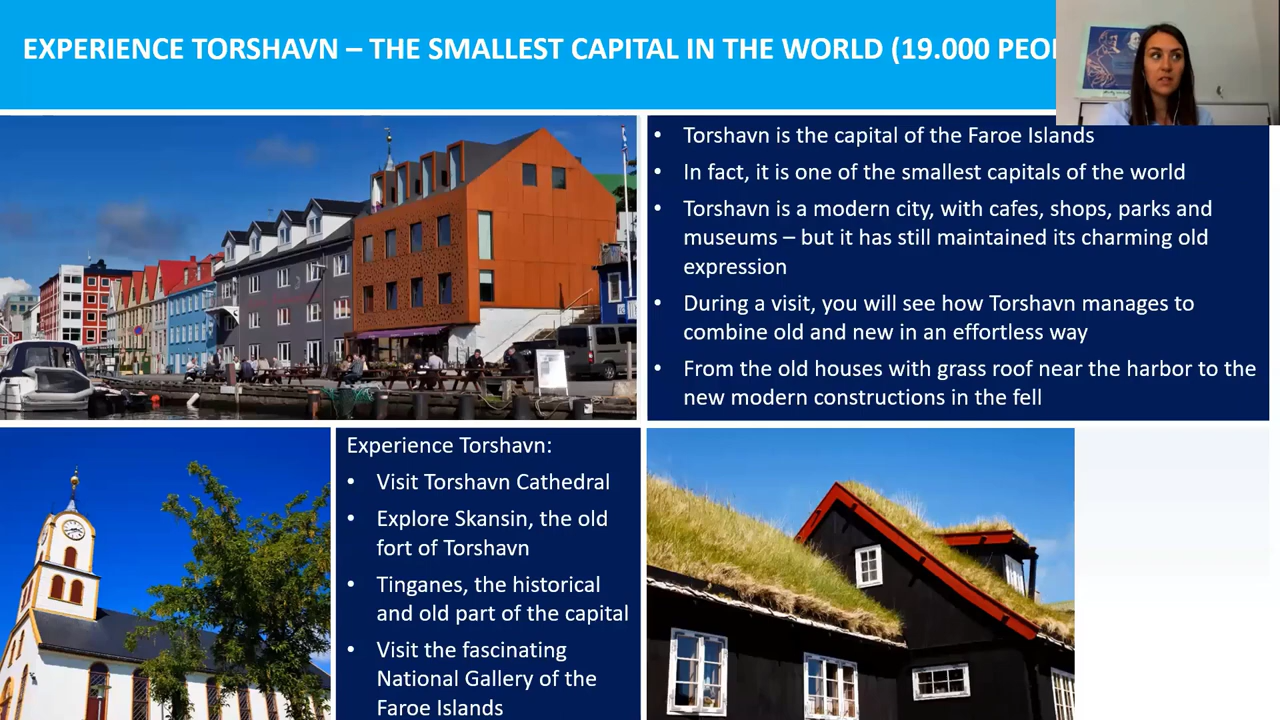 EXPERIENCE TORSHAVN – THE SMALLEST CAPITAL IN THE WORLD (19.000
• Torshavn is the capital of the Faroe Islands
• In fact, it is one of the smallest capitals of the world
• Torshavn is a modern city, with cafes, shops, parks and
museums – but it has still maintained its charming old
expression
• During a visit, you will see how Torshavn manages to
combine old and new in an effortless way
• From the old houses with grass roof near the harbor to the
new modern constructions in the fell
Experience Torshavn:
• Visit Torshavn Cathedral
• Explore Skansin, the old
fort of Torshavn
• Tinganes, the historical
and old part of the capital
• Visit the fascinating
National Gallery of the
Faroe Islands